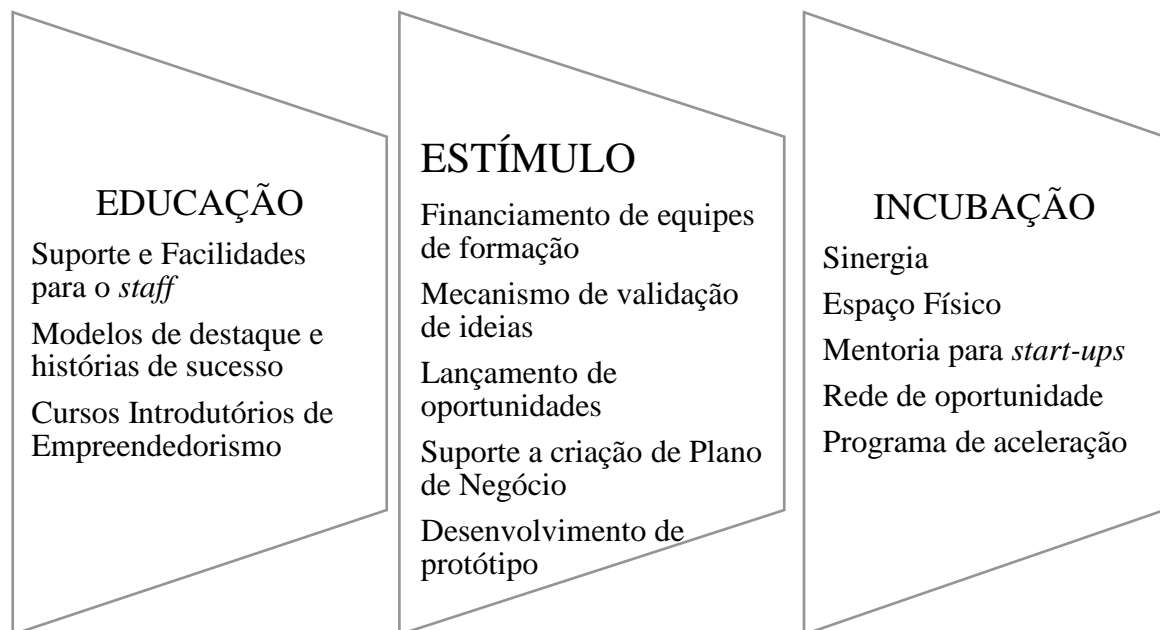 EDUCAÇÃO
Suporte e Facilidades
para o staff
Modelos de destaque e
histórias de sucesso
Cursos Introdutórios de
Empreendedorismo
ESTÍMULO
Financiamento de equipes
de formação
Mecanismo de validação
de ideias
Lançamento de
oportunidades
Suporte a criação de Plano
de Negócio
Desenvolvimento de
protótipo
INCUBAÇÃO
Sinergia
Espaço Físico
Mentoria para start-ups
Rede de oportunidade
Programa de aceleração